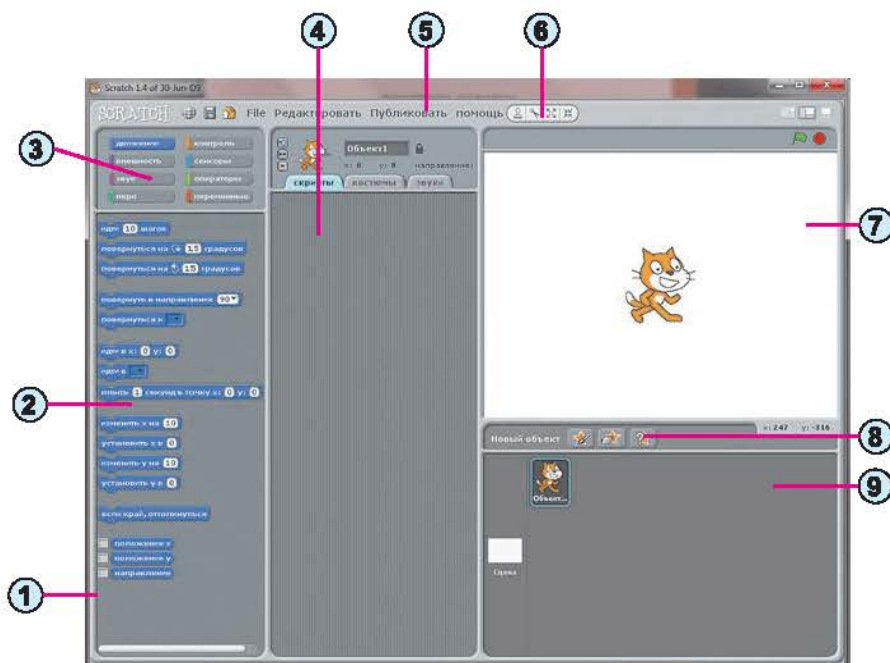 4
5
6
Scratch 1.4 of 30-Jun-09
SCRATCH File Редактировать Публиковать помощь
3
движение контроль
внешность сенсоры
звук операторы
перо переменные
Объект1
x: 0 y: 0 направление:
скрипты костюмы звуки
7
идти 10 шагов
повернуться на 15 градусов
повернуться на 15 градусов
повернуть в направлении 90
повернуться к
идти в x: 0 y: 0
идти в
плыть 1 секунд в точку x: 0 y: 0
2
изменить x на 10
установить x в 0
изменить y на 10
установить y в 0
если край, оттолкнуться
положение x
положение y
направление
1
x: 247 y: -316
Новый объект
8
9
Объект...
Сцена